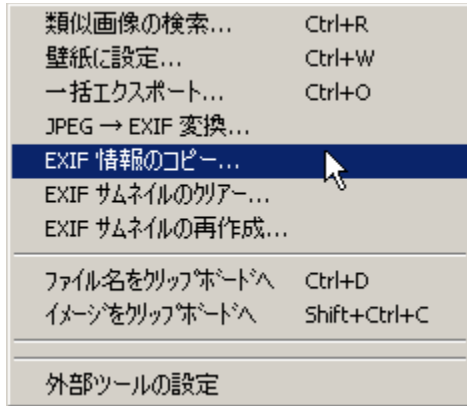 類似画像の検索... Ctrl+R
壁紙に設定... Ctrl+W
一括エクスポート... Ctrl+O
JPEG → EXIF 変換...
EXIF 情報のコピー...
EXIF サムネイルのクリアー...
EXIF サムネイルの再作成...
ファイル名をクリップボードへ Ctrl+D
イメージをクリップボードへ Shift+Ctrl+C
外部ツールの設定